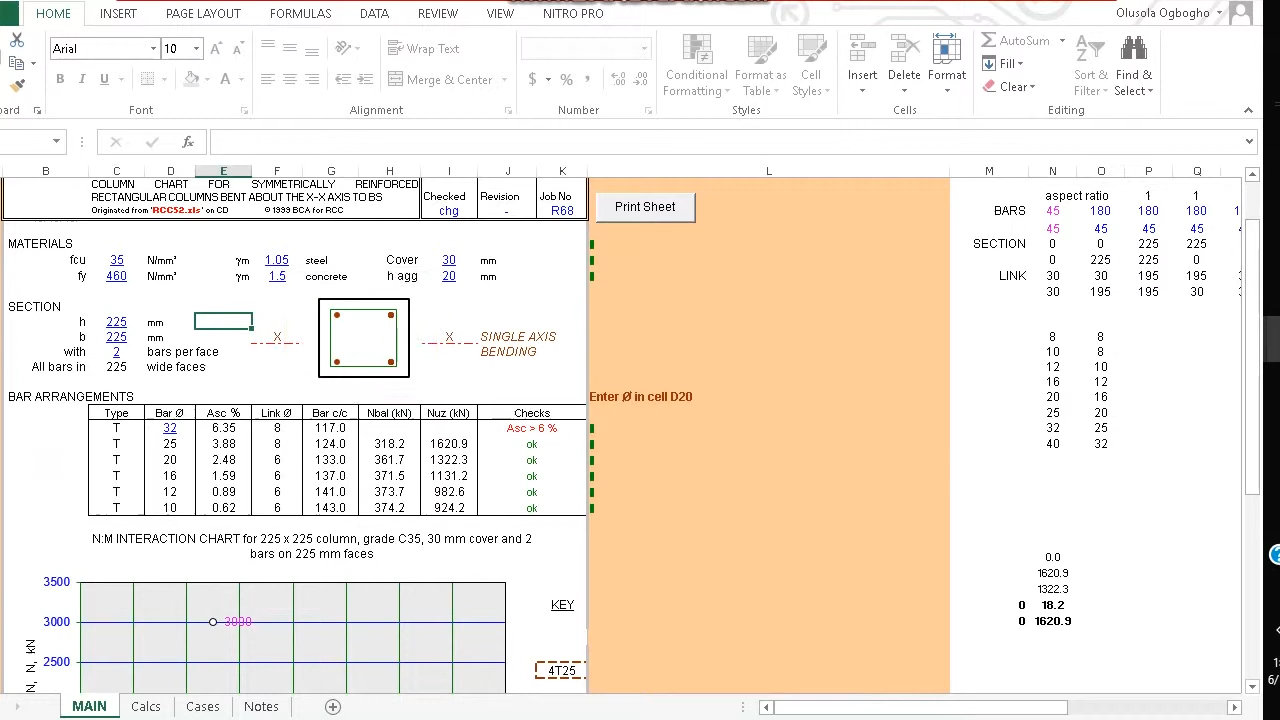 HOME INSERT PAGE LAYOUT FORMULAS DATA REVIEW VIEW NITRO PRO Olusola Ogbogho
Arial 10 Wrap Text AutoSum
B I U Merge & Center $ % Insert Delete Format Fill Sort & Find &
Formatting Table Styles Clear Filter Select
Font Alignment Number Styles Cells Editing
fx
B C D E F G H I J K L M N O P Q
COLUMN CHART FOR SYMMETRICALLY REINFORCED
RECTANGULAR COLUMNS BENT ABOUT THE X-X AXIS TO BS
Originated from 'RCC52.xls' on CD © 1999 BCA for RCC
Checked Revision Job No
chg - R68
Print Sheet
aspect ratio 1 1
BARS 45 180 180 180
45 45 45 45
SECTION 0 0 225 225
0 225 225 0
LINK 30 30 195 195
30 195 195 30
MATERIALS
fcu 35 N/mm² γm 1.05 steel Cover 30 mm
fy 460 N/mm² γm 1.5 concrete h agg 20 mm
SECTION
h 225 mm
b 225 mm X X SINGLE AXIS
with 2 bars per face BENDING
All bars in 225 wide faces
8 8
10 8
12 10
16 12
20 16
25 20
32 25
40 32
BAR ARRANGEMENTS Enter Ø in cell D20
Type Bar Ø Asc % Link Ø Bar c/c Nbal (kN) Nuz (kN) Checks
T 32 6.35 8 117.0 Asc > 6 %
T 25 3.88 8 124.0 318.2 1620.9 ok
T 20 2.48 6 133.0 361.7 1322.3 ok
T 16 1.59 6 137.0 371.5 1131.2 ok
T 12 0.89 6 141.0 373.7 982.6 ok
T 10 0.62 6 143.0 374.2 924.2 ok
N:M INTERACTION CHART for 225 x 225 column, grade C35, 30 mm cover and 2
bars on 225 mm faces
0.0
1620.9
1322.3
0 18.2
0 1620.9
3500
3000 3000
2500
N, kN
KEY
4T25
MAIN Calcs Cases Notes